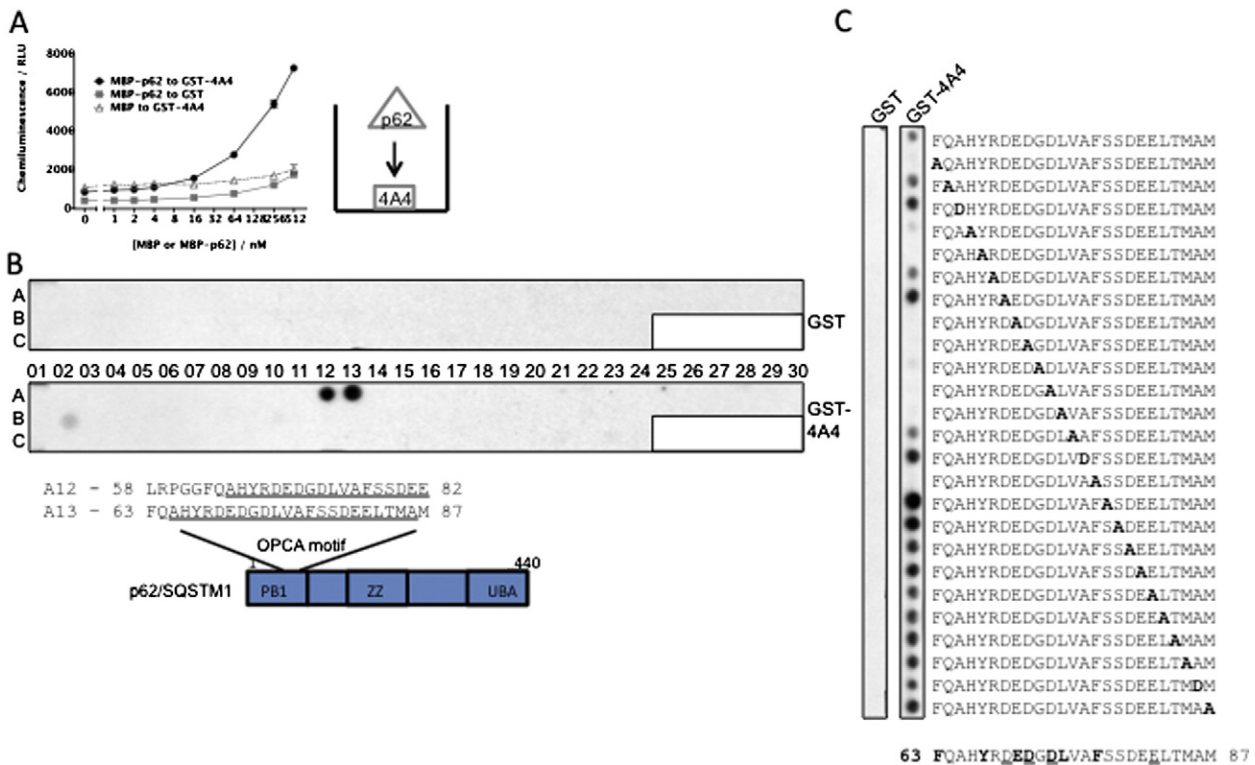 A
Chemiluminescence / RLU
8000
6000
4000
2000
0
MBP-p62 to GST-4A4
MBP-p62 to GST
MBP to GST-4A4
0 1 2 4 8 16 32 64 128 256 512
[MBP or MBP-p62] / nM
p62
4A4
B
A
B
C
GST
01 02 03 04 05 06 07 08 09 10 11 12 13 14 15 16 17 18 19 20 21 22 23 24 25 26 27 28 29 30
A
B
C
GST-
4A4
A12 - 58 LRPGGFQAHYRDEDGDLVAFSSDEE 82
A13 - 63 FQAHYRDEDGDLVAFSSDEELTMAM 87
OPCA motif
1 440
p62/SQSTM1 PB1 ZZ UBA
C
GST GST-4A4
FQAHYRDEDGDLVAFSSDEELTMAM
AQAHYRDEDGDLVAFSSDEELTMAM
FAAHYRDEDGDLVAFSSDEELTMAM
FQDHYRDEDGDLVAFSSDEELTMAM
FQAAYRDEDGDLVAFSSDEELTMAM
FQAHARDEDGDLVAFSSDEELTMAM
FQAHYADEDGDLVAFSSDEELTMAM
FQAHYRAEDGDLVAFSSDEELTMAM
FQAHYRDADGDLVAFSSDEELTMAM
FQAHYRDEAGDLVAFSSDEELTMAM
FQAHYRDEDADLVAFSSDEELTMAM
FQAHYRDEDGALVAFSSDEELTMAM
FQAHYRDEDGDAVAFSSDEELTMAM
FQAHYRDEDGDLAAFSSDEELTMAM
FQAHYRDEDGDLVDFSSDEELTMAM
FQAHYRDEDGDLVAASSDEELTMAM
FQAHYRDEDGDLVAFASDEELTMAM
FQAHYRDEDGDLVAFSADEELTMAM
FQAHYRDEDGDLVAFSSAEELTMAM
FQAHYRDEDGDLVAFSSDAELTMAM
FQAHYRDEDGDLVAFSSDEALTMAM
FQAHYRDEDGDLVAFSSDEEATMAM
FQAHYRDEDGDLVAFSSDEELAMAM
FQAHYRDEDGDLVAFSSDEELTAAM
FQAHYRDEDGDLVAFSSDEELTMDM
FQAHYRDEDGDLVAFSSDEELTMAA
63 FQAHYRDEDGDLVAFSSDEELTMAM 87